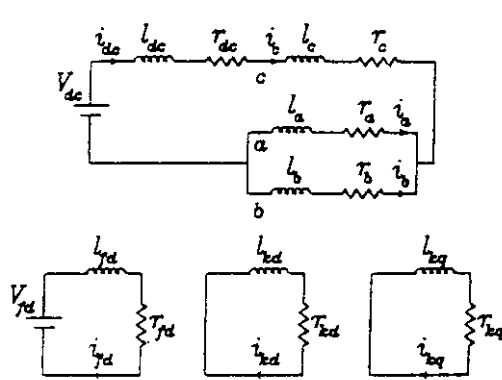 i_dc l_dc r_dc i_c l_c r_c
V_dc c
l_a r_a i_a
a
l_b r_b i_b
b
l_fd l_kd l_kq
V_fd r_fd r_kd r_kq
i_fd i_kd i_kq